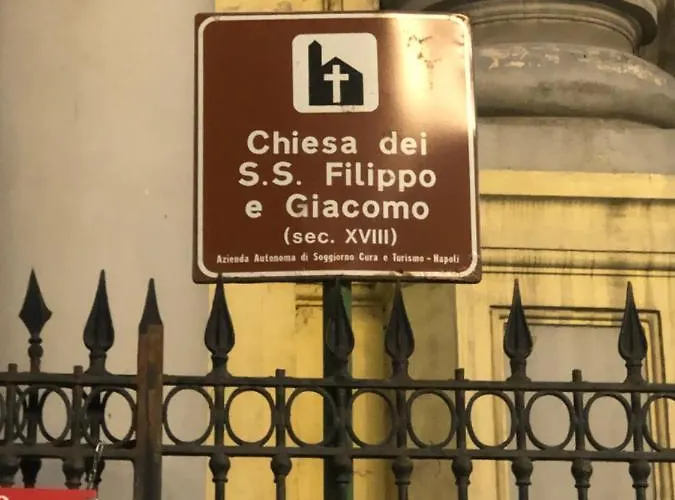 Chiesa dei
S.S. Filippo
e Giacomo
(sec. XVIII)
Azienda Autonoma di Soggiorno Cura e Turismo - Napoli